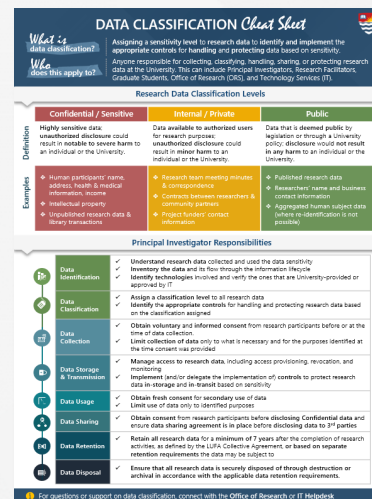 DATA CLASSIFICATION Cheat Sheet
What is
data classification?
Assigning a sensitivity level to research data to identify and implement the
appropriate controls for handling and protecting data based on sensitivity.
Who
does this apply to?
Anyone responsible for collecting, classifying, handling, sharing, or protecting research
data at the University. This can include Principal Investigators, Research Facilitators,
Graduate Students, Office of Research (ORS), and Technology Services (IT).
Research Data Classification Levels
Confidential / Sensitive
Internal / Private
Public
Definition
Highly sensitive data:
unauthorized disclosure could
result in notable to severe harm to
an individual or the University.
Data available to authorized users
for research purposes;
unauthorized disclosure could
result in minor harm to an
individual or the University.
Data that is deemed public by
legislation or through a University
policy; disclosure would not result
in any harm to an individual or the
University.
Examples
❖ Human participants' name,
address, health & medical
information, income
❖ Intellectual property
❖ Unpublished research data &
library transactions
❖ Research team meeting minutes
& correspondence
❖ Contracts between researchers &
community partners
❖ Project funders' contact
information
❖ Published research data
❖ Researchers' name and business
contact information
❖ Aggregated human subject data
(where re-identification is not
possible)
Principal Investigator Responsibilities
Data
Identification
✓ Understand research data collected and used the data sensitivity
✓ Inventory the data and its flow through the information lifecycle
✓ Identify technologies involved and verify the ones that are University-provided or
approved by IT
Data
Classification
✓ Assign a classification level to all research data
✓ Identify the appropriate controls for handling and protecting research data based
on the classification assigned
Data
Collection
✓ Obtain voluntary and informed consent from research participants before or at the
time of data collection.
✓ Limit collection of data only to what is necessary and for the purposes identified at
the time consent was provided
Data Storage
& Transmission
✓ Manage access to research data, including access provisioning, revocation, and
monitoring
✓ Implement (and/or delegate the implementation of) controls to protect research
data in-storage and in-transit based on sensitivity
Data Usage
✓ Obtain fresh consent for secondary use of data
✓ Limit use of data only to identified purposes
Data Sharing
✓ Obtain consent from research participants before disclosing Confidential data and
ensure data sharing agreement is in place before disclosing data to 3rd parties
Data Retention
✓ Retain all research data for a minimum of 7 years after the completion of research
activities, as defined by the LUFA Collective Agreement, or based on separate
retention requirements the data may be subject to
Data Disposal
✓ Ensure that all research data is securely disposed of through destruction or
archival in accordance with the applicable data retention requirements.
For questions or support on data classification, connect with the Office of Research or IT Helpdesk